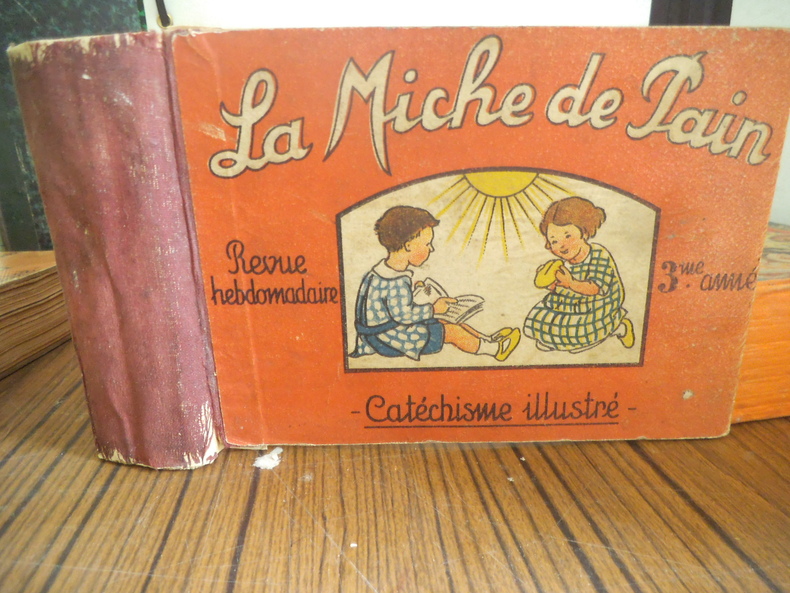 La Miche de Pain
Revue
hebdomadaire
3me. année
- Catéchisme illustré -